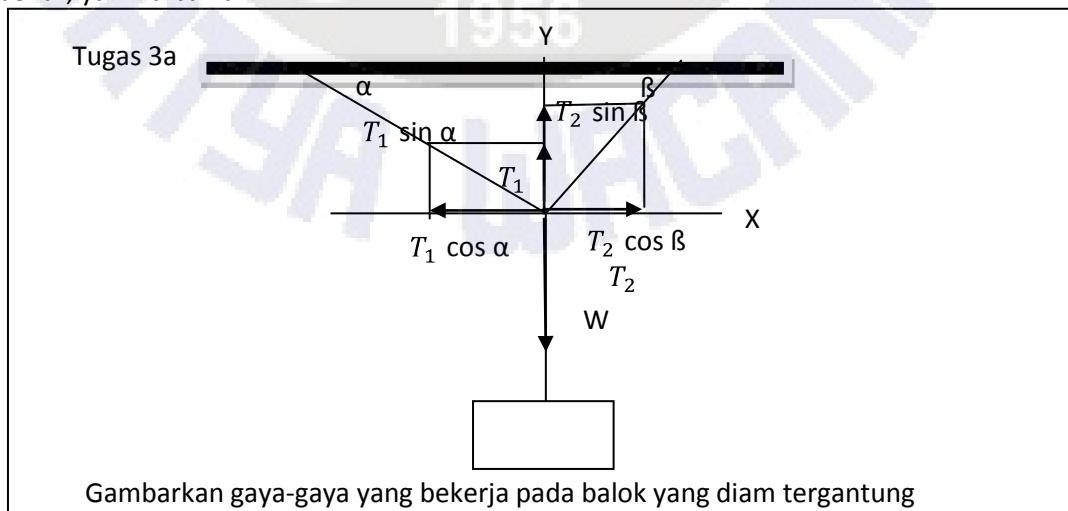 1956
Tugas 3a
Y
α
ß
T₂ sin ß
T₁ sin α
T₁
X
T₁ cos α
T₂ cos ß
T₂
W
Gambarkan gaya-gaya yang bekerja pada balok yang diam tergantung